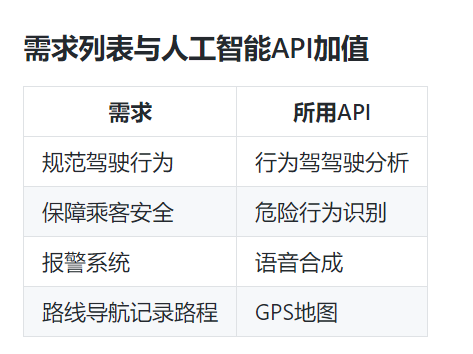 需求列表与人工智能API加值
需求 所用API
规范驾驶行为 行为驾驾驶分析
保障乘客安全 危险行为识别
报警系统 语音合成
路线导航记录路程 GPS地图